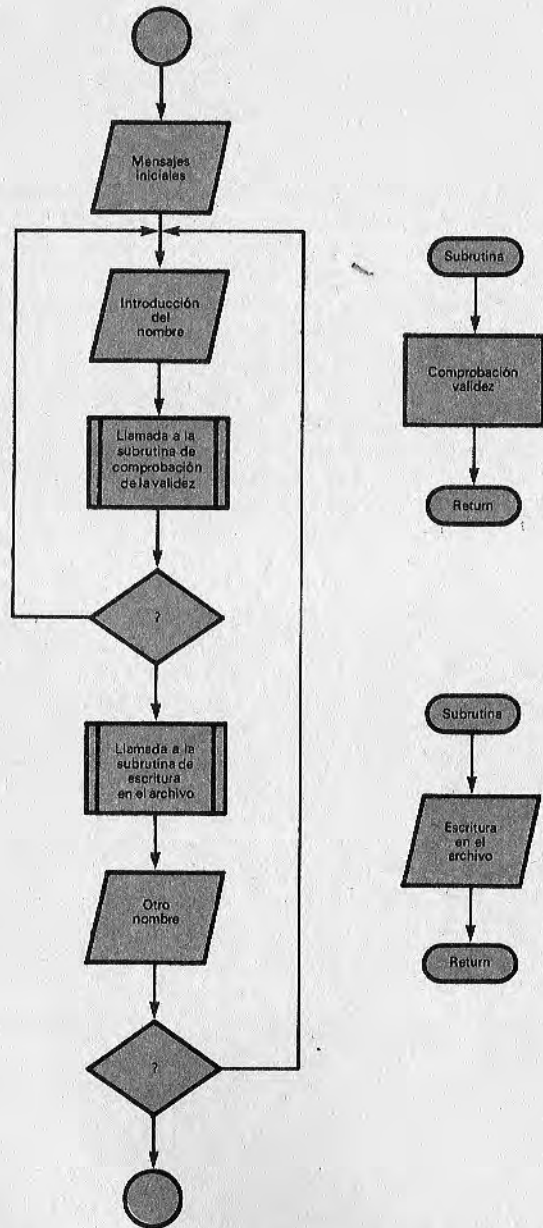 Mensajes
iniciales
Introducción
del
nombre
Llamada a la
subrutina de
comprobación
de la validez
?
Llamada a la
subrutina de
escritura
en el archivo
Otro
nombre
?
Subrutina
Comprobación
validez
Return
Subrutina
Escritura
en el
archivo
Return